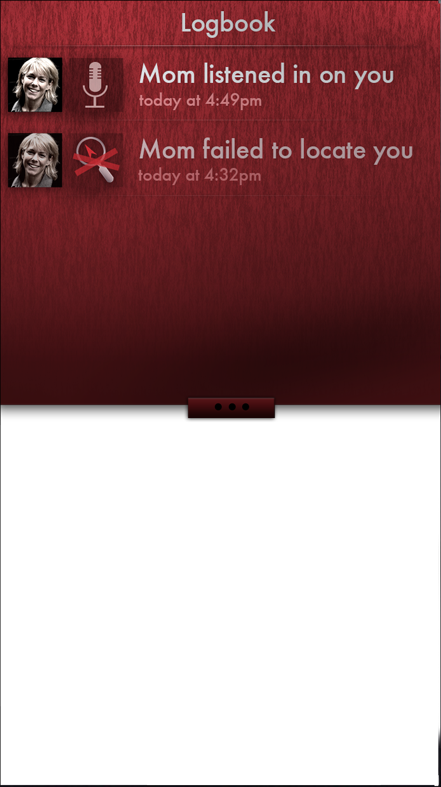 Logbook
Mom listened in on you
today at 4:49pm
Mom failed to locate you
today at 4:32pm